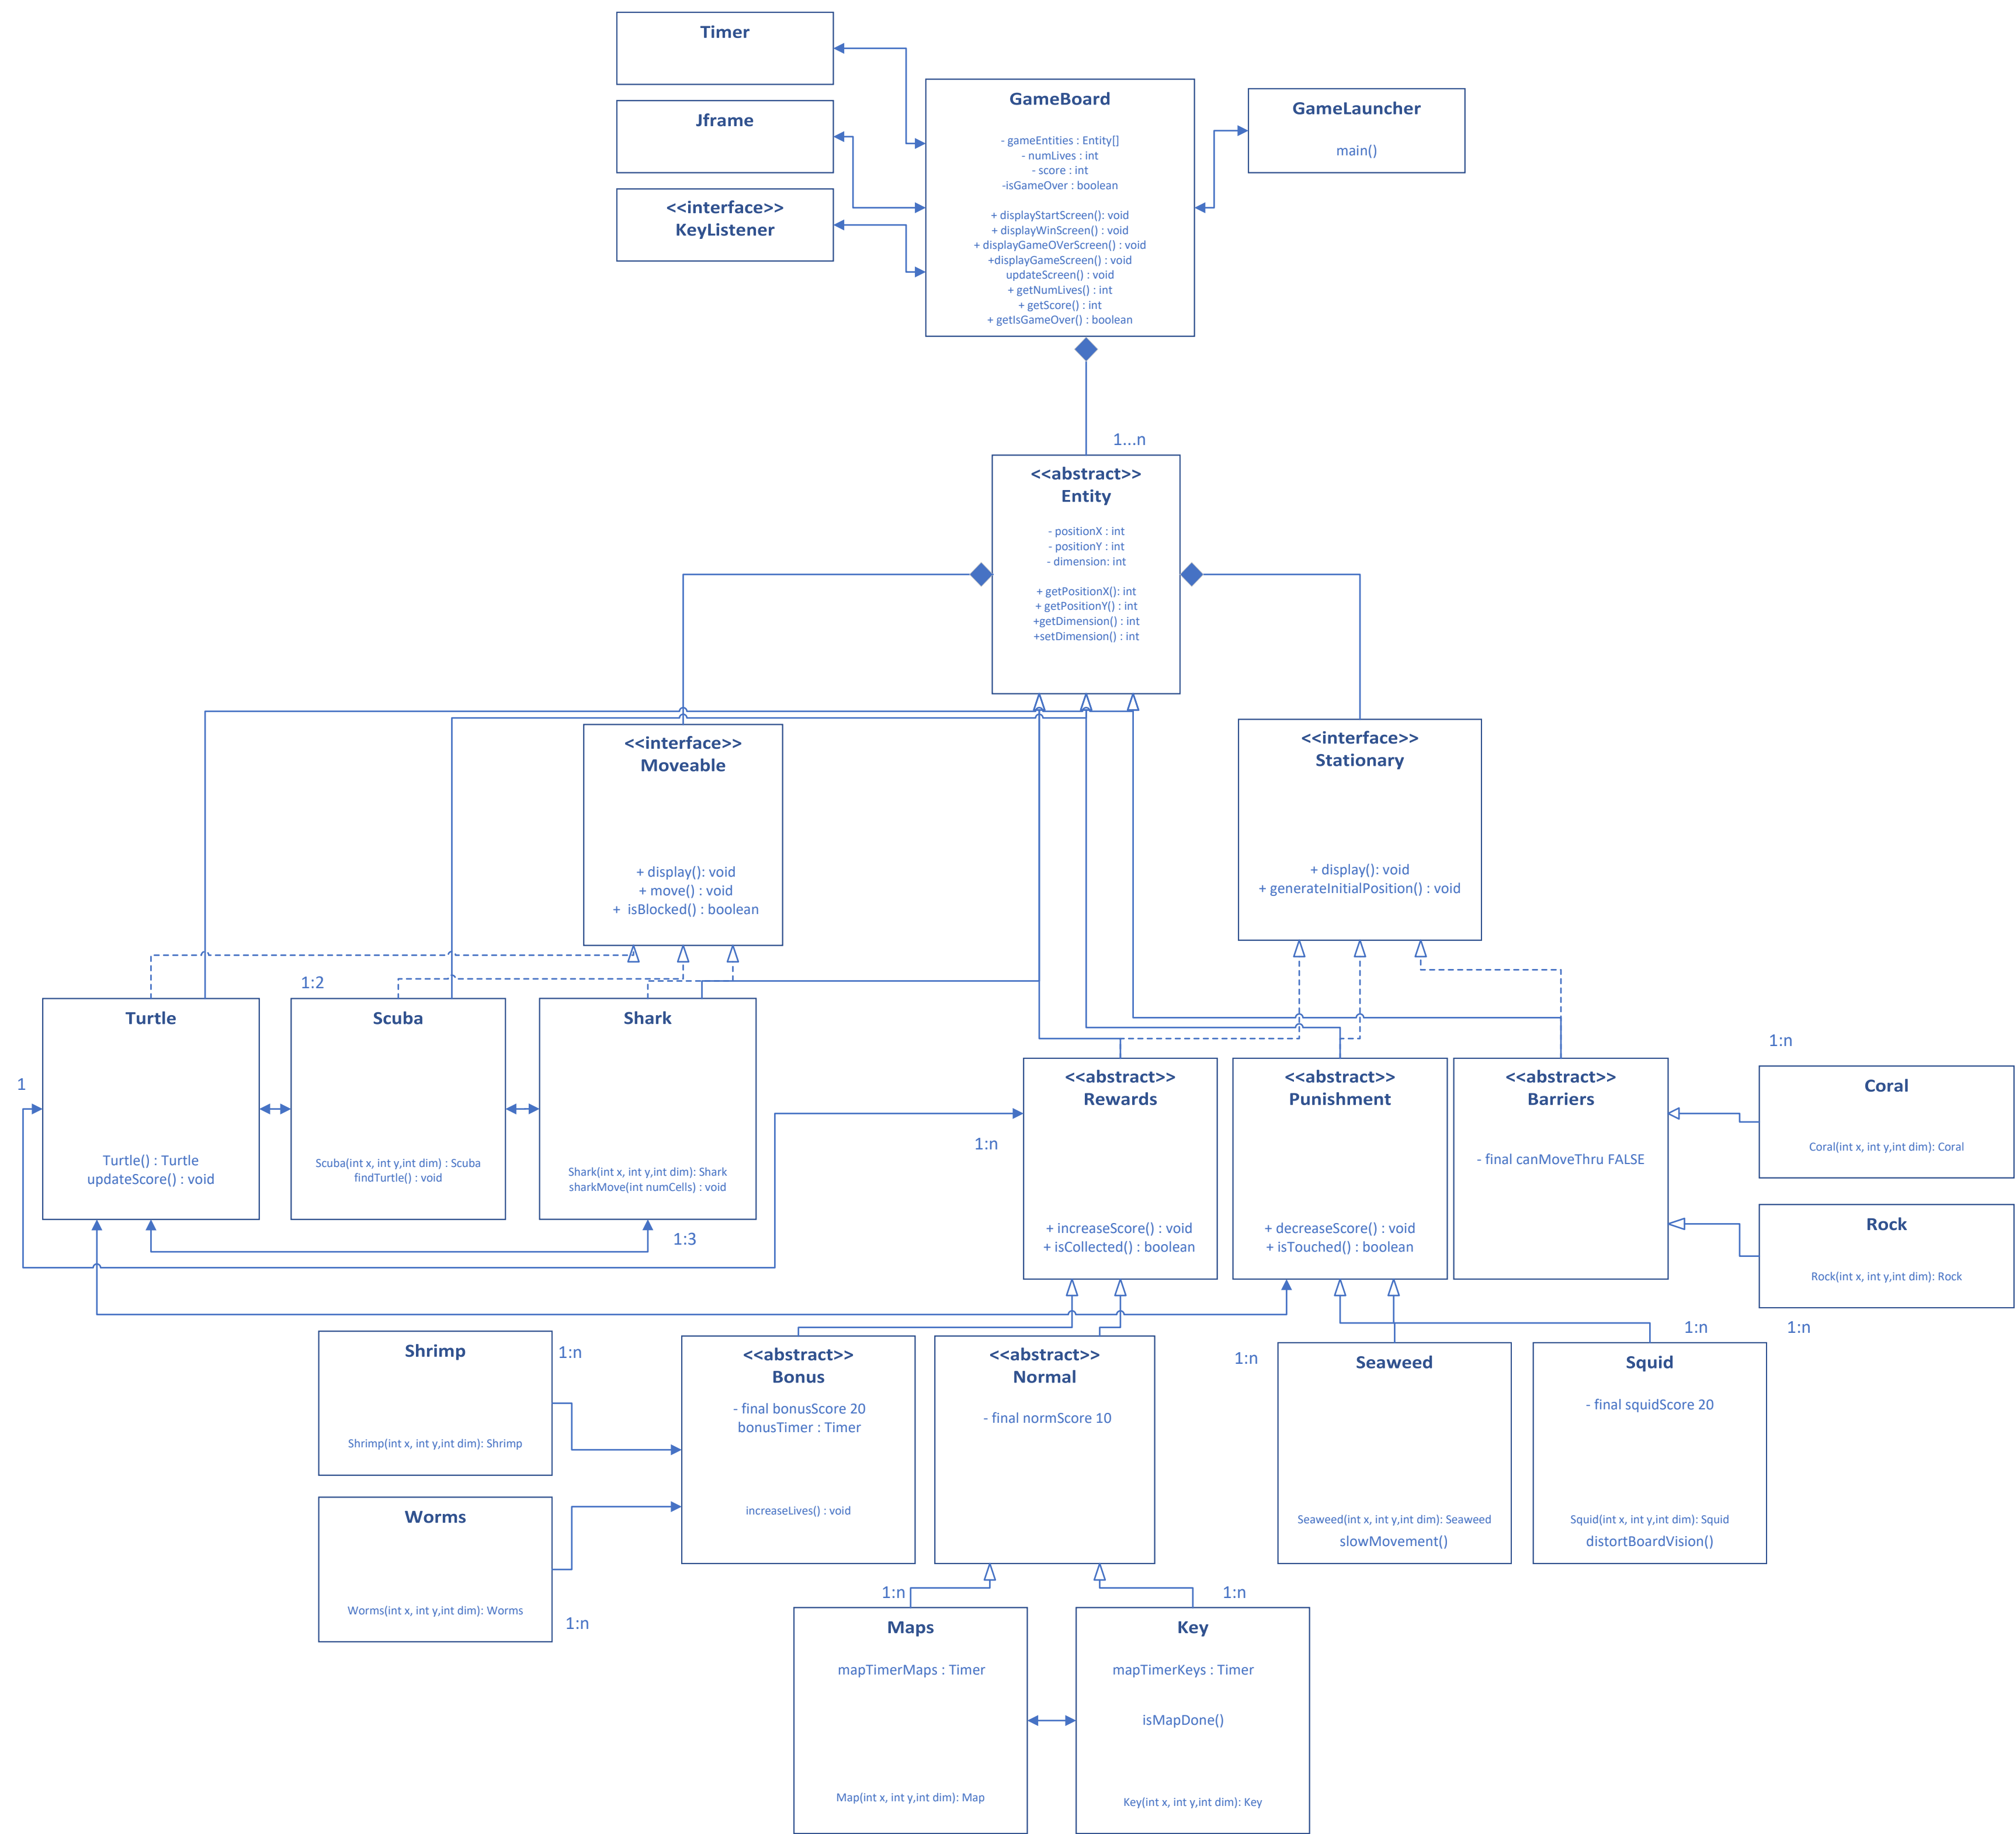 Timer
Jframe
<<interface>>
KeyListener
GameBoard
- gameEntities : Entity[]
- numLives : int
- score : int
-isGameOver : boolean
+ displayStartScreen(): void
+ displayWinScreen() : void
+ displayGameOVerScreen() : void
+displayGameScreen() : void
updateScreen() : void
+ getNumLives() : int
+ getScore() : int
+ getIsGameOver() : boolean
GameLauncher
main()
1...n
<<abstract>>
Entity
- positionX : int
- positionY : int
- dimension: int
+ getPositionX(): int
+ getPositionY() : int
+getDimension() : int
+setDimension() : int
<<interface>>
Moveable
+ display(): void
+ move() : void
+  isBlocked() : boolean
<<interface>>
Stationary
+ display(): void
+ generateInitialPosition() : void
1
Turtle
Turtle() : Turtle
updateScore() : void
1:2
Scuba
Scuba(int x, int y,int dim) : Scuba
findTurtle() : void
Shark
Shark(int x, int y,int dim): Shark
sharkMove(int numCells) : void
1:3
1:n
<<abstract>>
Rewards
+ increaseScore() : void
+ isCollected() : boolean
<<abstract>>
Punishment
+ decreaseScore() : void
+ isTouched() : boolean
<<abstract>>
Barriers
- final canMoveThru FALSE
1:n
Coral
Coral(int x, int y,int dim): Coral
Rock
Rock(int x, int y,int dim): Rock
1:n
Shrimp
Shrimp(int x, int y,int dim): Shrimp
1:n
Worms
Worms(int x, int y,int dim): Worms
1:n
<<abstract>>
Bonus
- final bonusScore 20
bonusTimer : Timer
increaseLives() : void
<<abstract>>
Normal
- final normScore 10
1:n
Seaweed
Seaweed(int x, int y,int dim): Seaweed
slowMovement()
1:n
Squid
- final squidScore 20
Squid(int x, int y,int dim): Squid
distortBoardVision()
1:n
Maps
mapTimerMaps : Timer
Map(int x, int y,int dim): Map
1:n
Key
mapTimerKeys : Timer
isMapDone()
Key(int x, int y,int dim): Key